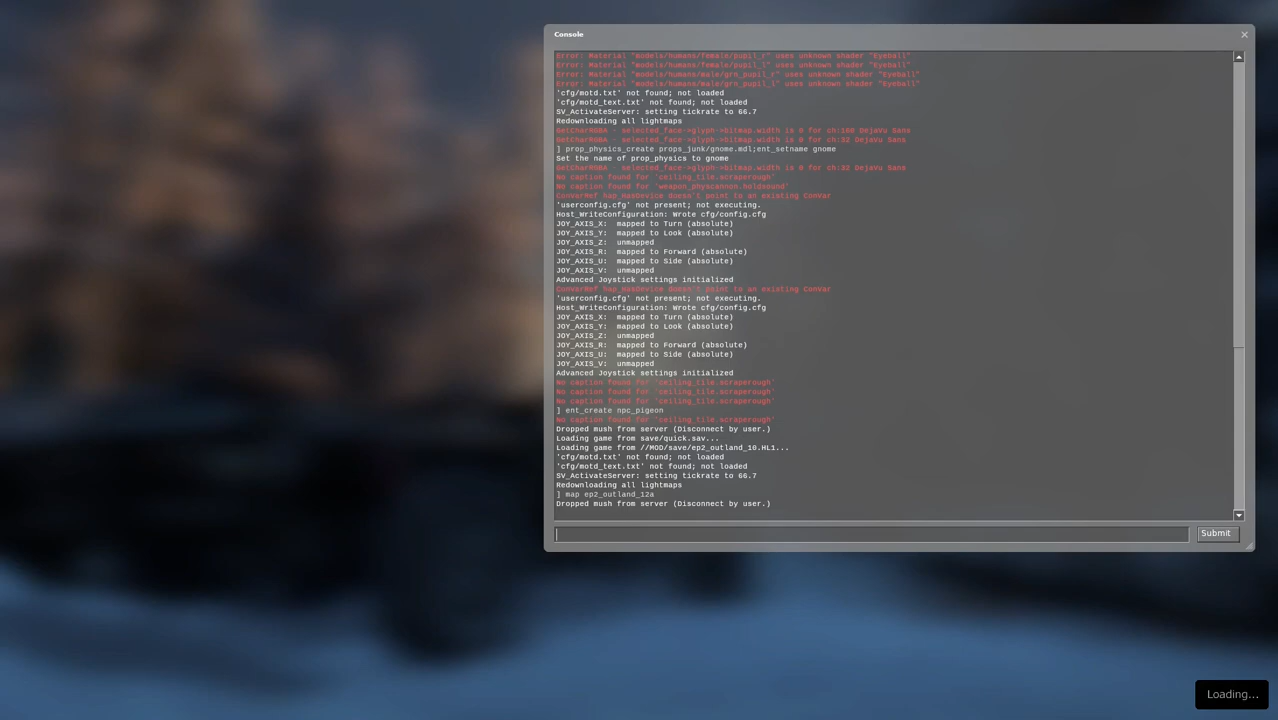 Console
Error: Material "models/humans/female/pupil_r" uses unknown shader "Eyeball"
Error: Material "models/humans/female/pupil_l" uses unknown shader "Eyeball"
Error: Material "models/humans/male/grn_pupil_r" uses unknown shader "Eyeball"
Error: Material "models/humans/male/grn_pupil_l" uses unknown shader "Eyeball"
'cfg/motd.txt' not found; not loaded
'cfg/motd_text.txt' not found; not loaded
SV_ActivateServer: setting tickrate to 66.7
Redownloading all lightmaps
GetCharRGBA - selected_face->glyph->bitmap.width is 0 for ch:160 DejaVu Sans
GetCharRGBA - selected_face->glyph->bitmap.width is 0 for ch:32 DejaVu Sans
] prop_physics_create props_junk/gnome.mdl;ent_setname gnome
Set the name of prop_physics to gnome
GetCharRGBA - selected_face->glyph->bitmap.width is 0 for ch:32 DejaVu Sans
No caption found for 'ceiling_tile.scraperough'
No caption found for 'weapon_physcannon.holdsound'
ConVarRef hap_HasDevice doesn't point to an existing ConVar
'userconfig.cfg' not present; not executing.
Host_WriteConfiguration: Wrote cfg/config.cfg
JOY_AXIS_X:  mapped to Turn (absolute)
JOY_AXIS_Y:  mapped to Look (absolute)
JOY_AXIS_Z:  unmapped
JOY_AXIS_R:  mapped to Forward (absolute)
JOY_AXIS_U:  mapped to Side (absolute)
JOY_AXIS_V:  unmapped
Advanced Joystick settings initialized
ConVarRef hap_HasDevice doesn't point to an existing ConVar
'userconfig.cfg' not present; not executing.
Host_WriteConfiguration: Wrote cfg/config.cfg
JOY_AXIS_X:  mapped to Turn (absolute)
JOY_AXIS_Y:  mapped to Look (absolute)
JOY_AXIS_Z:  unmapped
JOY_AXIS_R:  mapped to Forward (absolute)
JOY_AXIS_U:  mapped to Side (absolute)
JOY_AXIS_V:  unmapped
Advanced Joystick settings initialized
No caption found for 'ceiling_tile.scraperough'
No caption found for 'ceiling_tile.scraperough'
No caption found for 'ceiling_tile.scraperough'
] ent_create npc_pigeon
No caption found for 'ceiling_tile.scraperough'
Dropped mush from server (Disconnect by user.)
Loading game from save/quick.sav...
Loading game from //MOD/save/ep2_outland_10.HL1...
'cfg/motd.txt' not found; not loaded
'cfg/motd_text.txt' not found; not loaded
SV_ActivateServer: setting tickrate to 66.7
Redownloading all lightmaps
] map ep2_outland_12a
Dropped mush from server (Disconnect by user.)
Submit
Loading...